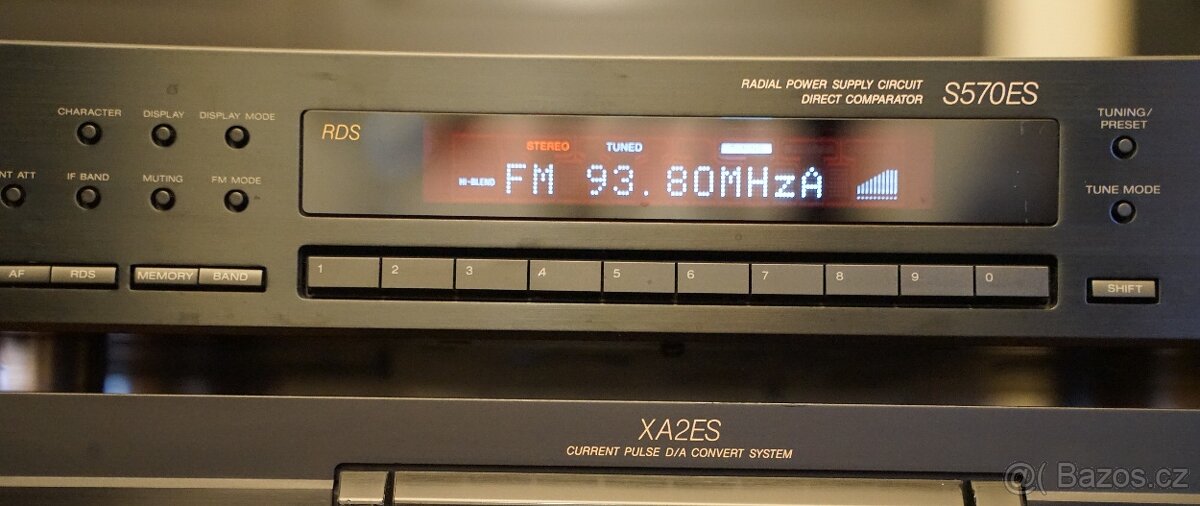 RADIAL POWER SUPPLY CIRCUIT
DIRECT COMPARATOR S570ES
CHARACTER DISPLAY DISPLAY MODE
RDS
TUNING/
PRESET
STEREO TUNED
HI-BLEND FM 93.80MHzA
NT ATT IF BAND MUTING FM MODE
TUNE MODE
AF RDS MEMORY BAND
1 2 3 4 5 6 7 8 9 0
SHIFT
XA2ES
CURRENT PULSE D/A CONVERT SYSTEM
Bazos.cz